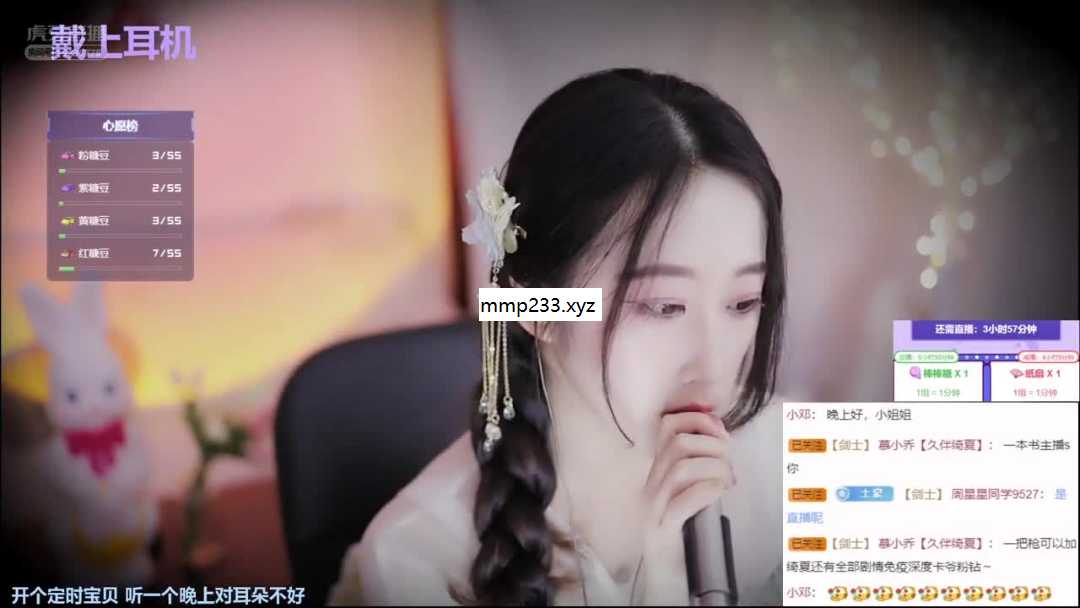 戴上耳机
心愿榜
粉糖豆 3/55
紫糖豆 2/55
黄糖豆 3/55
红糖豆 7/55
mmp233.xyz
还需直播：3小时57分钟
棒棒糖 X 1
纸扇 X 1
1组 = 1分钟
1组 = 1分钟
小邓： 晚上好，小姐姐
已关注【剑士】慕小乔【久伴绮夏】： 一本书主播s
你
已关注 土豪 【剑士】 周星星同学9527： 是
直播呢
已关注【剑士】慕小乔【久伴绮夏】： 一把枪可以加
绮夏还有全部剧情免疫深度卡爷粉钻～
小邓：
开个定时宝贝 听一个晚上对耳朵不好